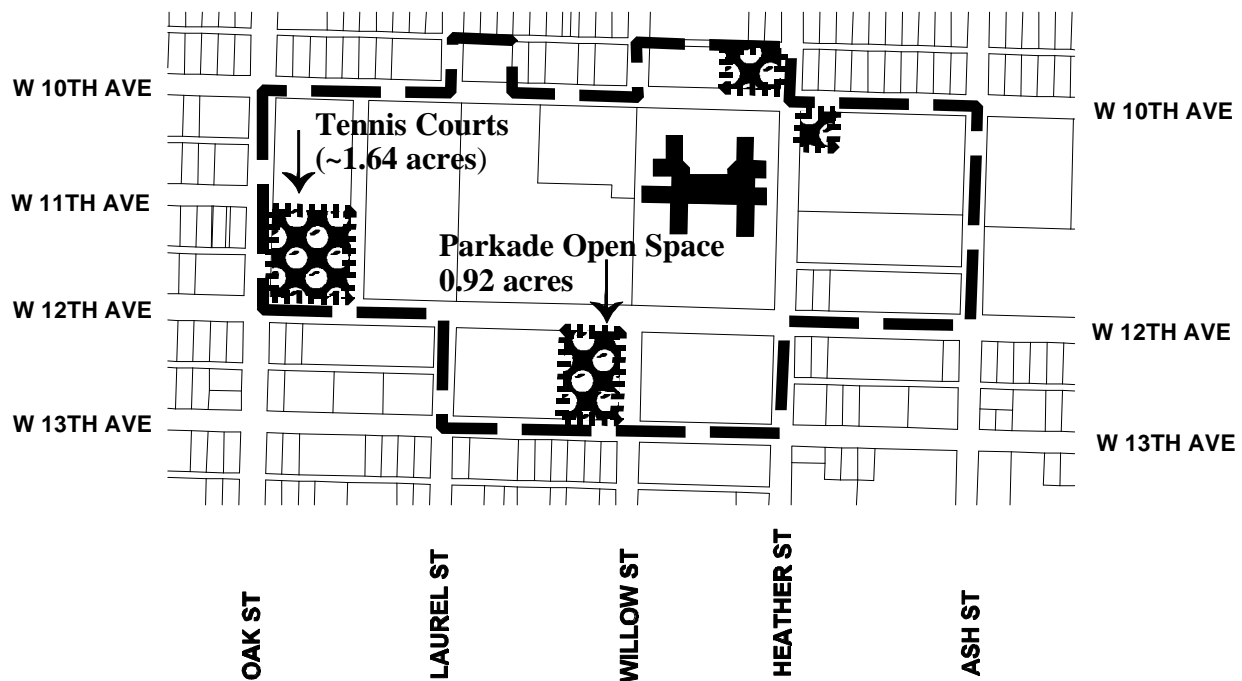 W 10TH AVE
W 10TH AVE
Tennis Courts
(~1.64 acres)
W 11TH AVE
Parkade Open Space
0.92 acres
W 12TH AVE
W 12TH AVE
W 13TH AVE
W 13TH AVE
OAK ST
LAUREL ST
WILLOW ST
HEATHER ST
ASH ST